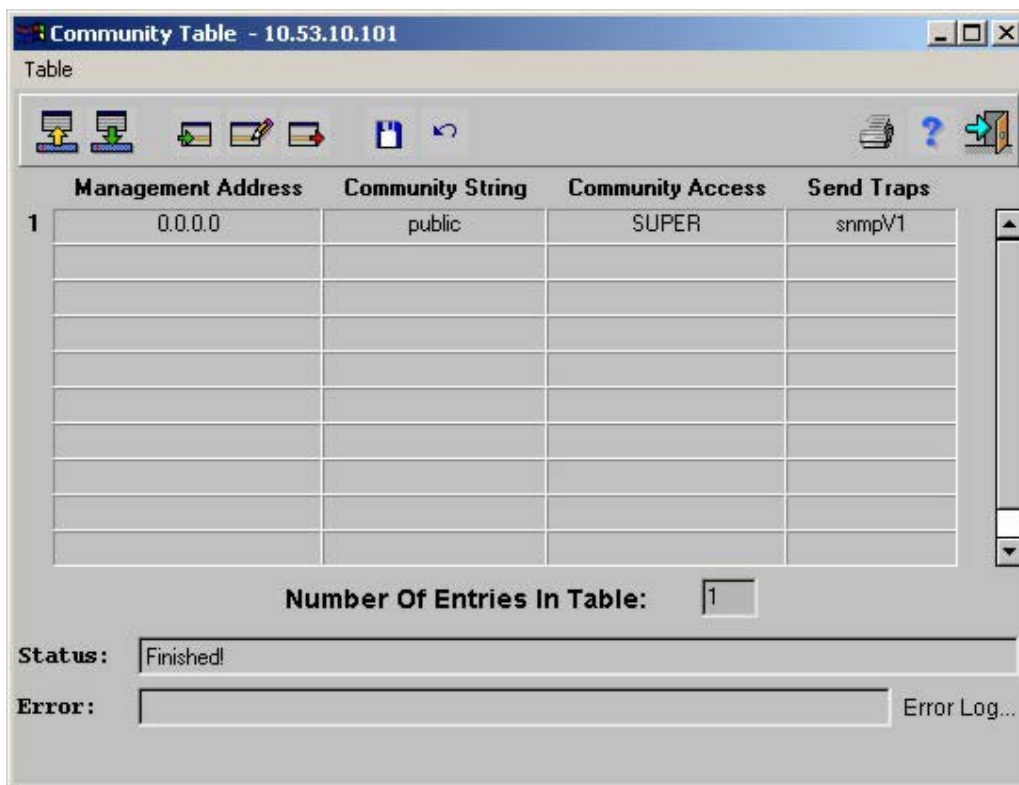 Community Table - 10.53.10.101
Table
?
Management Address Community String Community Access Send Traps
1 0.0.0.0 public SUPER snmpV1
Number Of Entries In Table: 1
Status: Finished!
Error: Error Log...